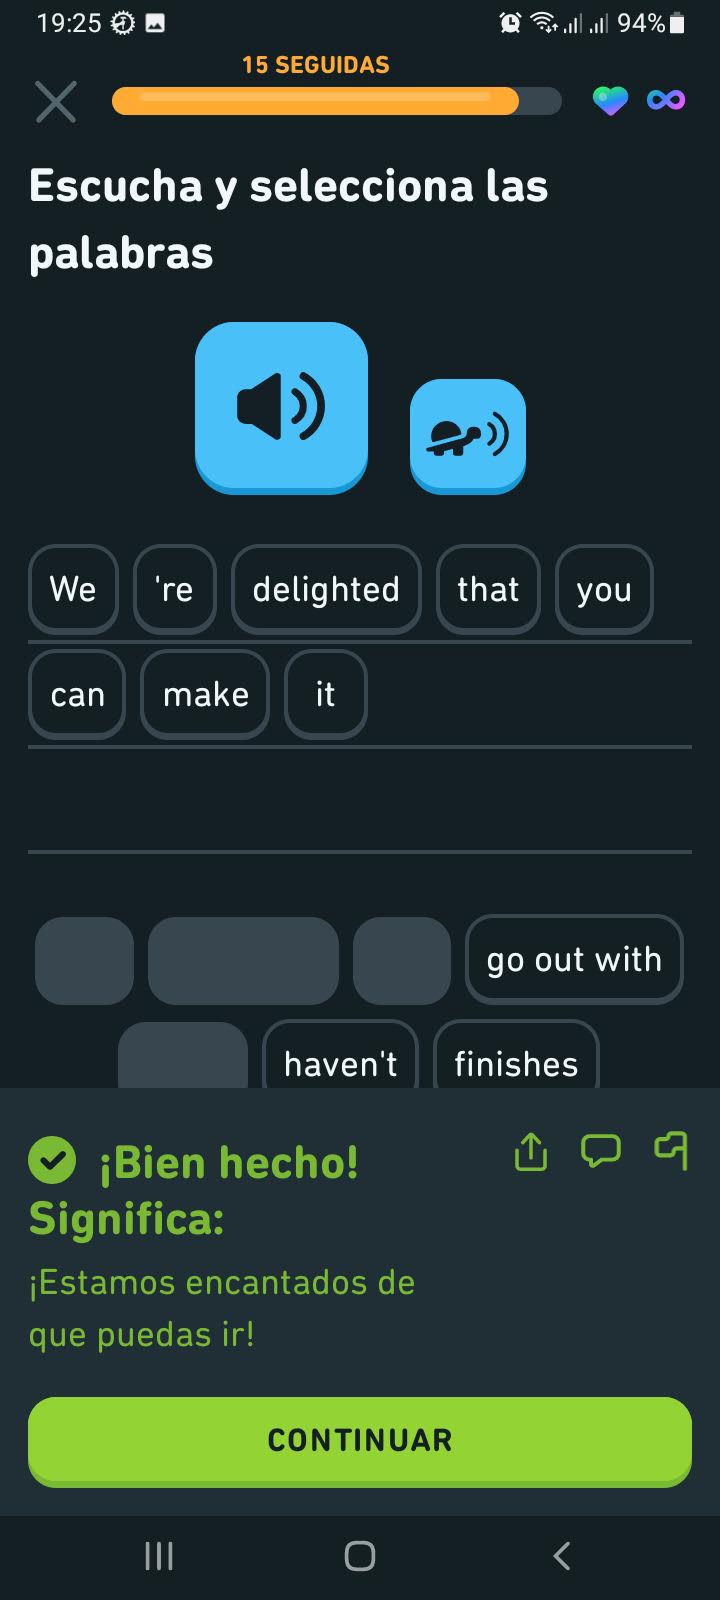 19:25 94%
15 SEGUIDAS
Escucha y selecciona las
palabras
We 're delighted that you
can make it
go out with
haven't finishes
¡Bien hecho!
Significa:
¡Estamos encantados de
que puedas ir!
CONTINUAR